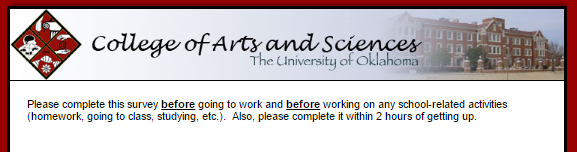 College of Arts and Sciences
The University of Oklahoma
Please complete this survey before going to work and before working on any school-related activities
(homework, going to class, studying, etc.).  Also, please complete it within 2 hours of getting up.